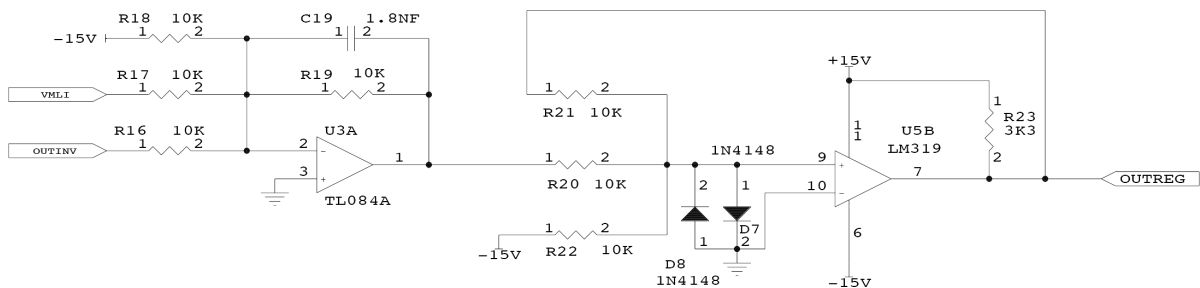 R18 10K
C19 1.8NF
-15V 1 2
1 2
R17 10K
R19 10K
VMLI 1 2
1 2
R16 10K
OUTINV 1 2
U3A
2 -
3 +
1
TL084A
1 2
R21 10K
1 2
R20 10K
1 2
-15V
R22 10K
1N4148
2 1
D7
1 2
D8
1N4148
+15V
1
1
U5B
LM319
9 +
10 -
7
6
-15V
1
R23
3K3
2
OUTREG